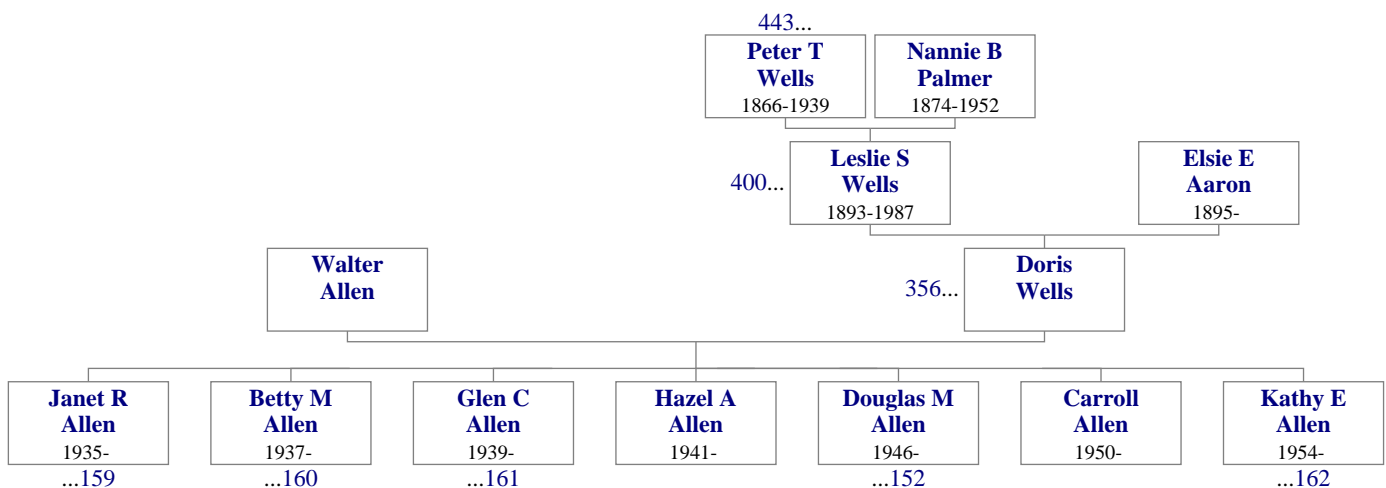 443...
Peter T
Wells
1866-1939
Nannie B
Palmer
1874-1952
400...
Leslie S
Wells
1893-1987
Elsie E
Aaron
1895-
Walter
Allen
356...
Doris
Wells
Janet R
Allen
1935-
...159
Betty M
Allen
1937-
...160
Glen C
Allen
1939-
...161
Hazel A
Allen
1941-
Douglas M
Allen
1946-
...152
Carroll
Allen
1950-
Kathy E
Allen
1954-
...162